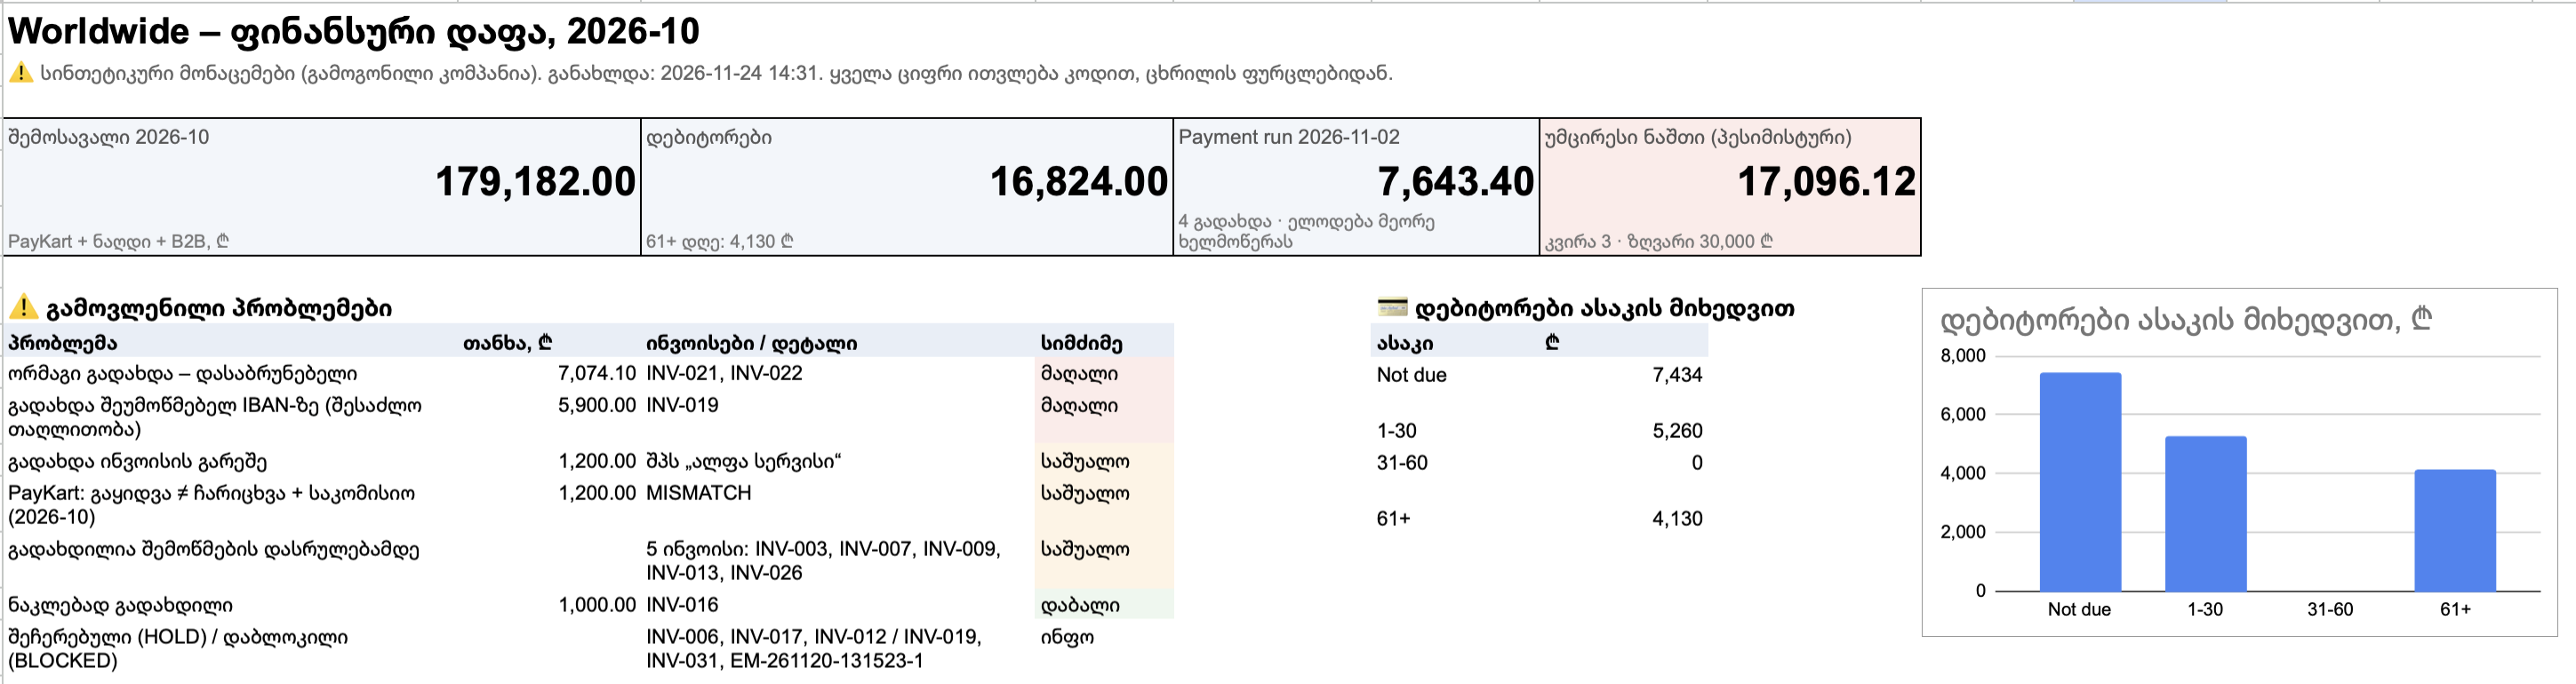 Worldwide – ფინანსური დაფა, 2026-10
⚠️ სინთეტიკური მონაცემები (გამოგონილი კომპანია). განახლდა: 2026-11-24 14:31. ყველა ციფრი ითვლება კოდით, ცხრილის ფურცლებიდან.
შემოსავალი 2026-10
179,182.00
PayKart + ნაღდი + B2B, ₾
დებიტორები
16,824.00
61+ დღე: 4,130 ₾
Payment run 2026-11-02
7,643.40
4 გადახდა · ელოდება მეორე
ხელმოწერას
უმცირესი ნაშთი (პესიმისტური)
17,096.12
კვირა 3 · ზღვარი 30,000 ₾
⚠️ გამოვლენილი პრობლემები
პრობლემა თანხა, ₾ ინვოისები / დეტალი სიმძიმე
ორმაგი გადახდა – დასაბრუნებელი 7,074.10 INV-021, INV-022 მაღალი
გადახდა შეუმოწმებელ IBAN-ზე (შესაძლო 5,900.00 INV-019 მაღალი
თაღლითობა)
გადახდა ინვოისის გარეშე 1,200.00 შპს „ალფა სერვისი“ საშუალო
PayKart: გაყიდვა ≠ ჩარიცხვა + საკომისიო 1,200.00 MISMATCH საშუალო
(2026-10)
გადახდილია შემოწმების დასრულებამდე 5 ინვოისი: INV-003, INV-007, INV-009, საშუალო
INV-013, INV-026
ნაკლებად გადახდილი 1,000.00 INV-016 დაბალი
შეჩერებული (HOLD) / დაბლოკილი INV-006, INV-017, INV-012 / INV-019, ინფო
(BLOCKED) INV-031, EM-261120-131523-1
💳 დებიტორები ასაკის მიხედვით
ასაკი ₾
Not due 7,434
1-30 5,260
31-60 0
61+ 4,130
დებიტორები ასაკის მიხედვით, ₾
8,000
6,000
4,000
2,000
0
Not due 1-30 31-60 61+